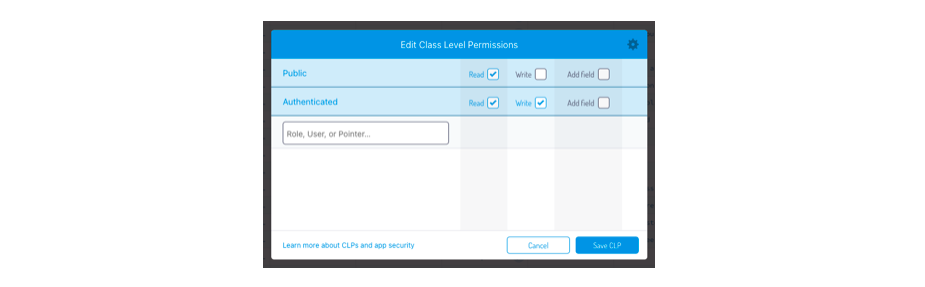 Edit Class Level Permissions
Public Read Write Add field
Authenticated Read Write Add field
Role, User, or Pointer...
Learn more about CLPs and app security Cancel Save CLP